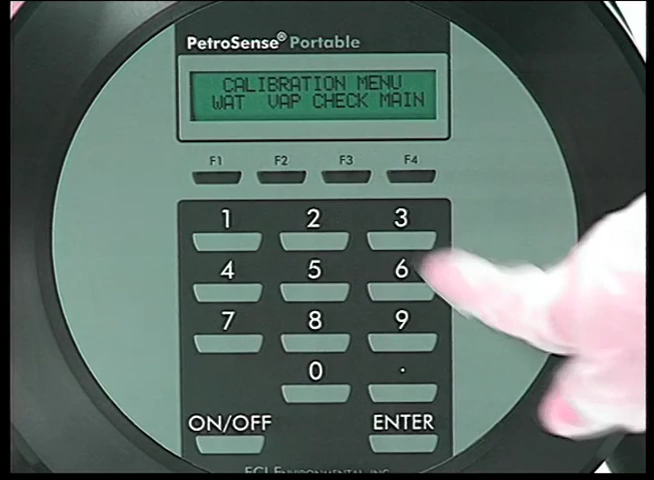 PetroSense® Portable
CALIBRATION MENU
WAT VAP CHECK MAIN
F1 F2 F3 F4
1 2 3
4 5 6
7 8 9
0 .
ON/OFF ENTER
FCI ENVIRONMENTAL, INC.